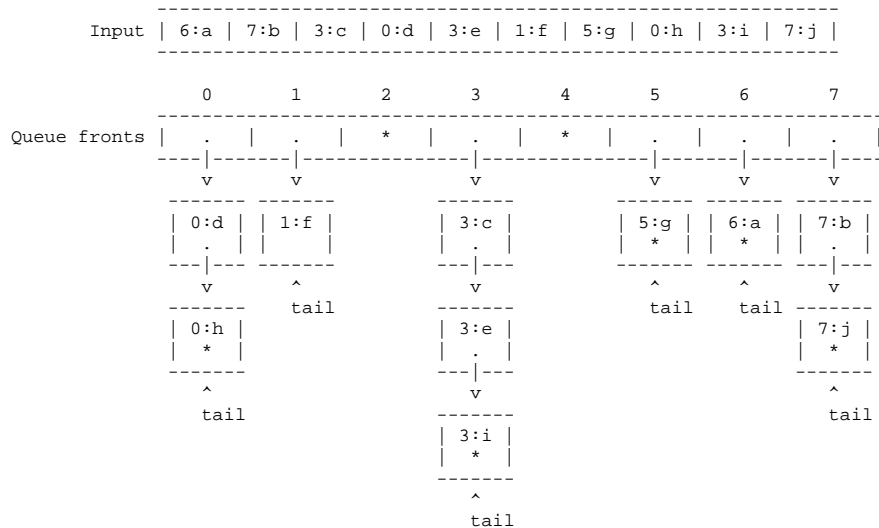 -----------------------------------------------------------
        Input | 6:a | 7:b | 3:c | 0:d | 3:e | 1:f | 5:g | 0:h | 3:i | 7:j |
              -----------------------------------------------------------
                  0       1       2       3       4       5       6       7
              ----------------------------------------------------------------
Queue fronts |   .   |   .   |   *   |   .   |   *   |   .   |   .   |   .   |
              ----|-------|---------------|---------------|-------|-------|---
                  v       v               v               v       v       v
               ------- -------         -------         ------- ------- -------
               | 0:d | | 1:f |         | 3:c |         | 5:g | | 6:a | | 7:b |
               |  .  | |     |         |  .  |         |  *  | |  *  | |  .  |
               ---|--- -------         ---|---         ------- ------- ---|---
                  v       ^               v               ^       ^       v
               -------   tail          -------           tail    tail  -------
               | 0:h |                 | 3:e |                         | 7:j |
               |  *  |                 |  .  |                         |  *  |
               -------                 ---|---                         -------
                  ^                       v                               ^
                 tail                  -------                           tail
                                       | 3:i |
                                       |  *  |
                                       -------
                                          ^
                                         tail